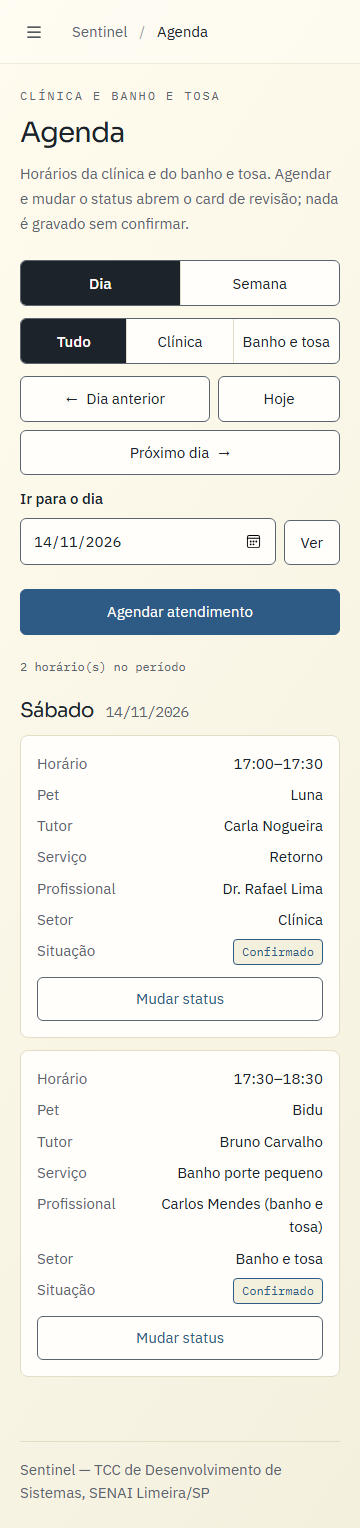 Sentinel / Agenda
CLÍNICA E BANHO E TOSA
Agenda
Horários da clínica e do banho e tosa. Agendar
e mudar o status abrem o card de revisão; nada
é gravado sem confirmar.
Dia Semana
Tudo Clínica Banho e tosa
← Dia anterior Hoje
Próximo dia →
Ir para o dia
14/11/2026 Ver
Agendar atendimento
2 horário(s) no período
Sábado 14/11/2026
Horário 17:00–17:30
Pet Luna
Tutor Carla Nogueira
Serviço Retorno
Profissional Dr. Rafael Lima
Setor Clínica
Situação Confirmado
Mudar status
Horário 17:30–18:30
Pet Bidu
Tutor Bruno Carvalho
Serviço Banho porte pequeno
Profissional Carlos Mendes (banho e
tosa)
Setor Banho e tosa
Situação Confirmado
Mudar status
Sentinel — TCC de Desenvolvimento de
Sistemas, SENAI Limeira/SP